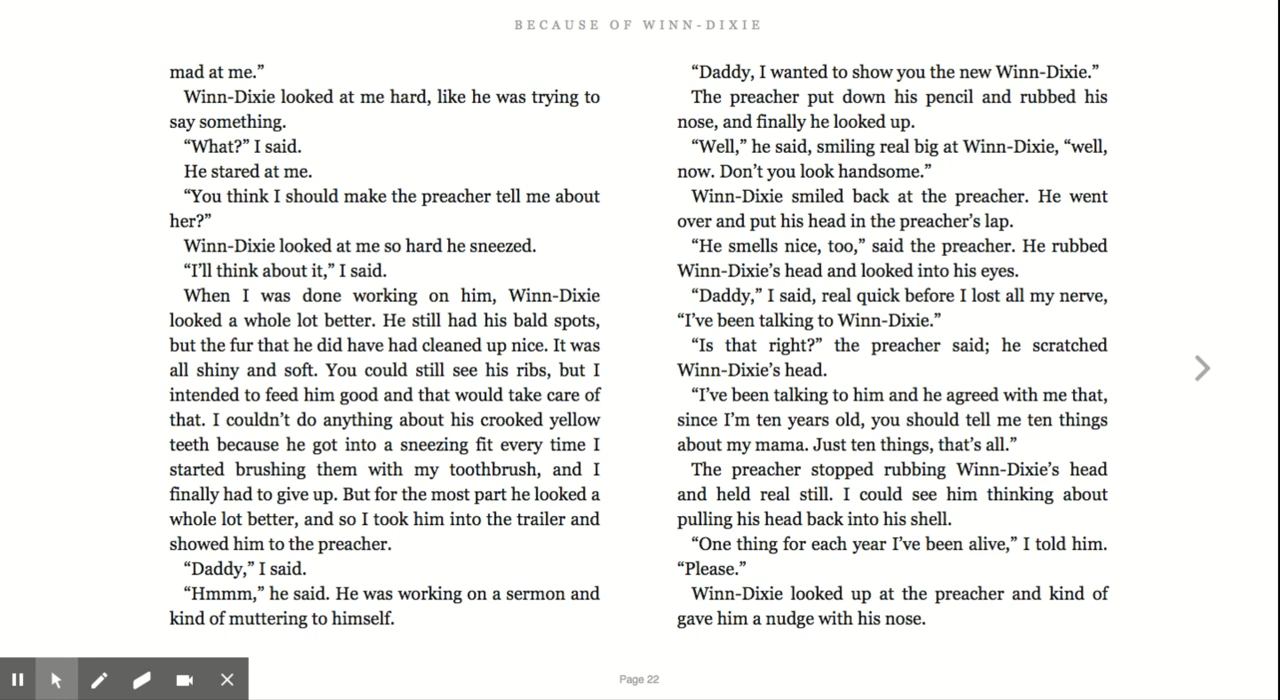 BECAUSE OF WINN-DIXIE
mad at me.”
Winn-Dixie looked at me hard, like he was trying to
say something.
“What?” I said.
He stared at me.
“You think I should make the preacher tell me about
her?”
Winn-Dixie looked at me so hard he sneezed.
“I’ll think about it,” I said.
When I was done working on him, Winn-Dixie
looked a whole lot better. He still had his bald spots,
but the fur that he did have had cleaned up nice. It was
all shiny and soft. You could still see his ribs, but I
intended to feed him good and that would take care of
that. I couldn’t do anything about his crooked yellow
teeth because he got into a sneezing fit every time I
started brushing them with my toothbrush, and I
finally had to give up. But for the most part he looked a
whole lot better, and so I took him into the trailer and
showed him to the preacher.
“Daddy,” I said.
“Hmmm,” he said. He was working on a sermon and
kind of muttering to himself.
“Daddy, I wanted to show you the new Winn-Dixie.”
The preacher put down his pencil and rubbed his
nose, and finally he looked up.
“Well,” he said, smiling real big at Winn-Dixie, “well,
now. Don’t you look handsome.”
Winn-Dixie smiled back at the preacher. He went
over and put his head in the preacher’s lap.
“He smells nice, too,” said the preacher. He rubbed
Winn-Dixie’s head and looked into his eyes.
“Daddy,” I said, real quick before I lost all my nerve,
“I’ve been talking to Winn-Dixie.”
“Is that right?” the preacher said; he scratched
Winn-Dixie’s head.
“I’ve been talking to him and he agreed with me that,
since I’m ten years old, you should tell me ten things
about my mama. Just ten things, that’s all.”
The preacher stopped rubbing Winn-Dixie’s head
and held real still. I could see him thinking about
pulling his head back into his shell.
“One thing for each year I’ve been alive,” I told him.
“Please.”
Winn-Dixie looked up at the preacher and kind of
gave him a nudge with his nose.
Page 22